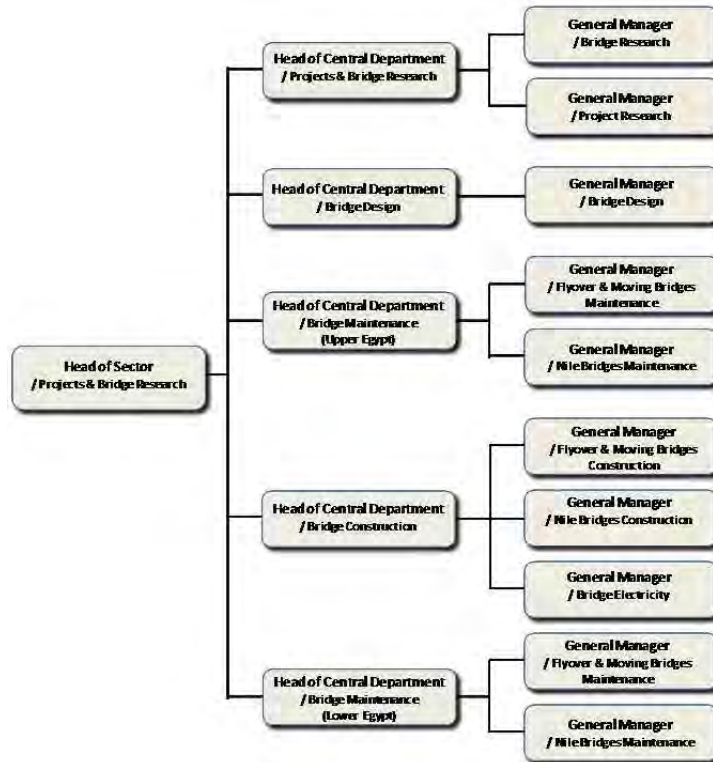 Head of Sector
/ Projects & Bridge Research
Head of Central Department
/ Projects & Bridge Research
General Manager
/ Bridge Research
General Manager
/ Project Research
Head of Central Department
/ Bridge Design
General Manager
/ Bridge Design
Head of Central Department
/ Bridge Maintenance
(Upper Egypt)
General Manager
/ Flyover & Moving Bridges
Maintenance
General Manager
/ Nile Bridges Maintenance
Head of Central Department
/ Bridge Construction
General Manager
/ Flyover & Moving Bridges
Construction
General Manager
/ Nile Bridges Construction
General Manager
/ Bridge Electricity
Head of Central Department
/ Bridge Maintenance
(Lower Egypt)
General Manager
/ Flyover & Moving Bridges
Maintenance
General Manager
/ Nile Bridges Maintenance